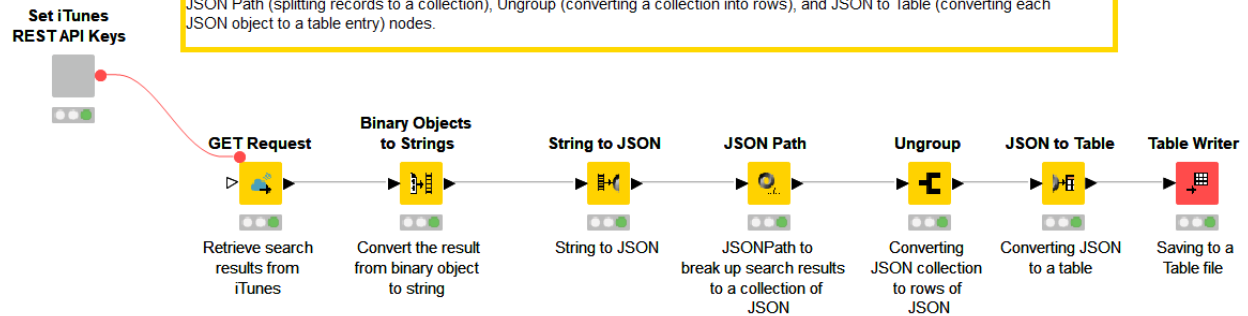 JSON Path (splitting records to a collection), Ungroup (converting a collection into rows), and JSON to Table (converting each
JSON object to a table entry) nodes.
Set iTunes
REST API Keys
GET Request
Binary Objects
to Strings
String to JSON
JSON Path
Ungroup
JSON to Table
Table Writer
Retrieve search
results from
iTunes
Convert the result
from binary object
to string
String to JSON
JSONPath to
break up search results
to a collection of
JSON
Converting
JSON collection
to rows of
JSON
Converting JSON
to a table
Saving to a
Table file